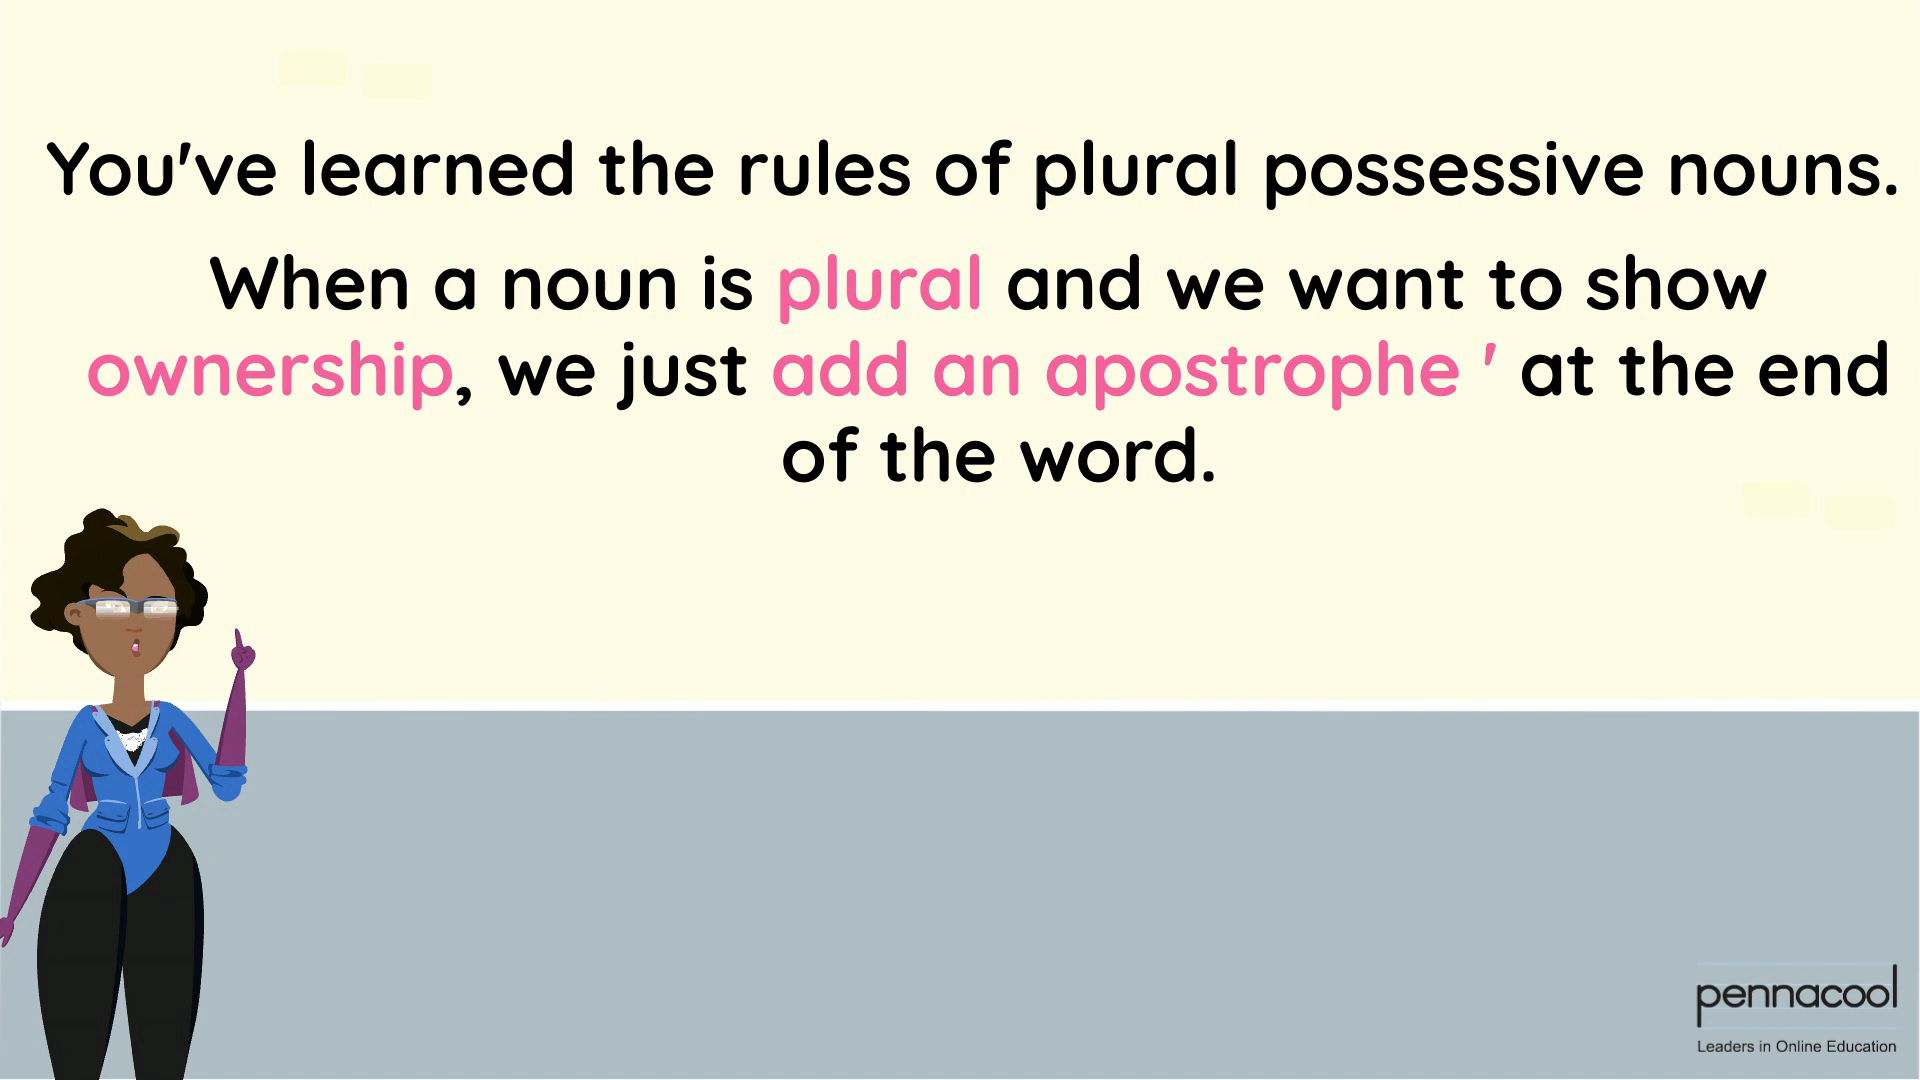 You've learned the rules of plural possessive nouns.
When a noun is plural and we want to show
ownership, we just add an apostrophe ' at the end
of the word.
pennacool
Leaders in Online Education